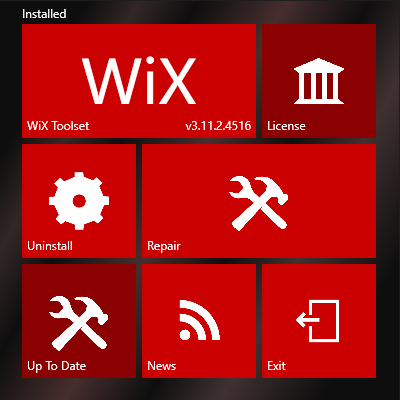 Installed
WiX
WiX Toolset v3.11.2.4516
License
Uninstall
Repair
Up To Date
News
Exit